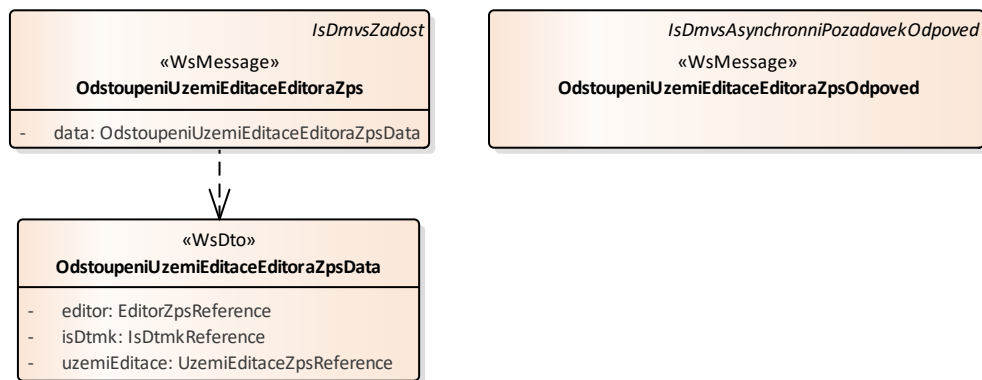 IsDmvsZadost
«WsMessage»
OdstoupeniUzemiEditaceEditoraZps
- data: OdstoupeniUzemiEditaceEditoraZpsData
IsDmvsAsynchronniPozadavekOdpoved
«WsMessage»
OdstoupeniUzemiEditaceEditoraZpsOdpoved
«WsDto»
OdstoupeniUzemiEditaceEditoraZpsData
- editor: EditorZpsReference
- isDtmk: IsDtmkReference
- uzemiEditace: UzemiEditaceZpsReference